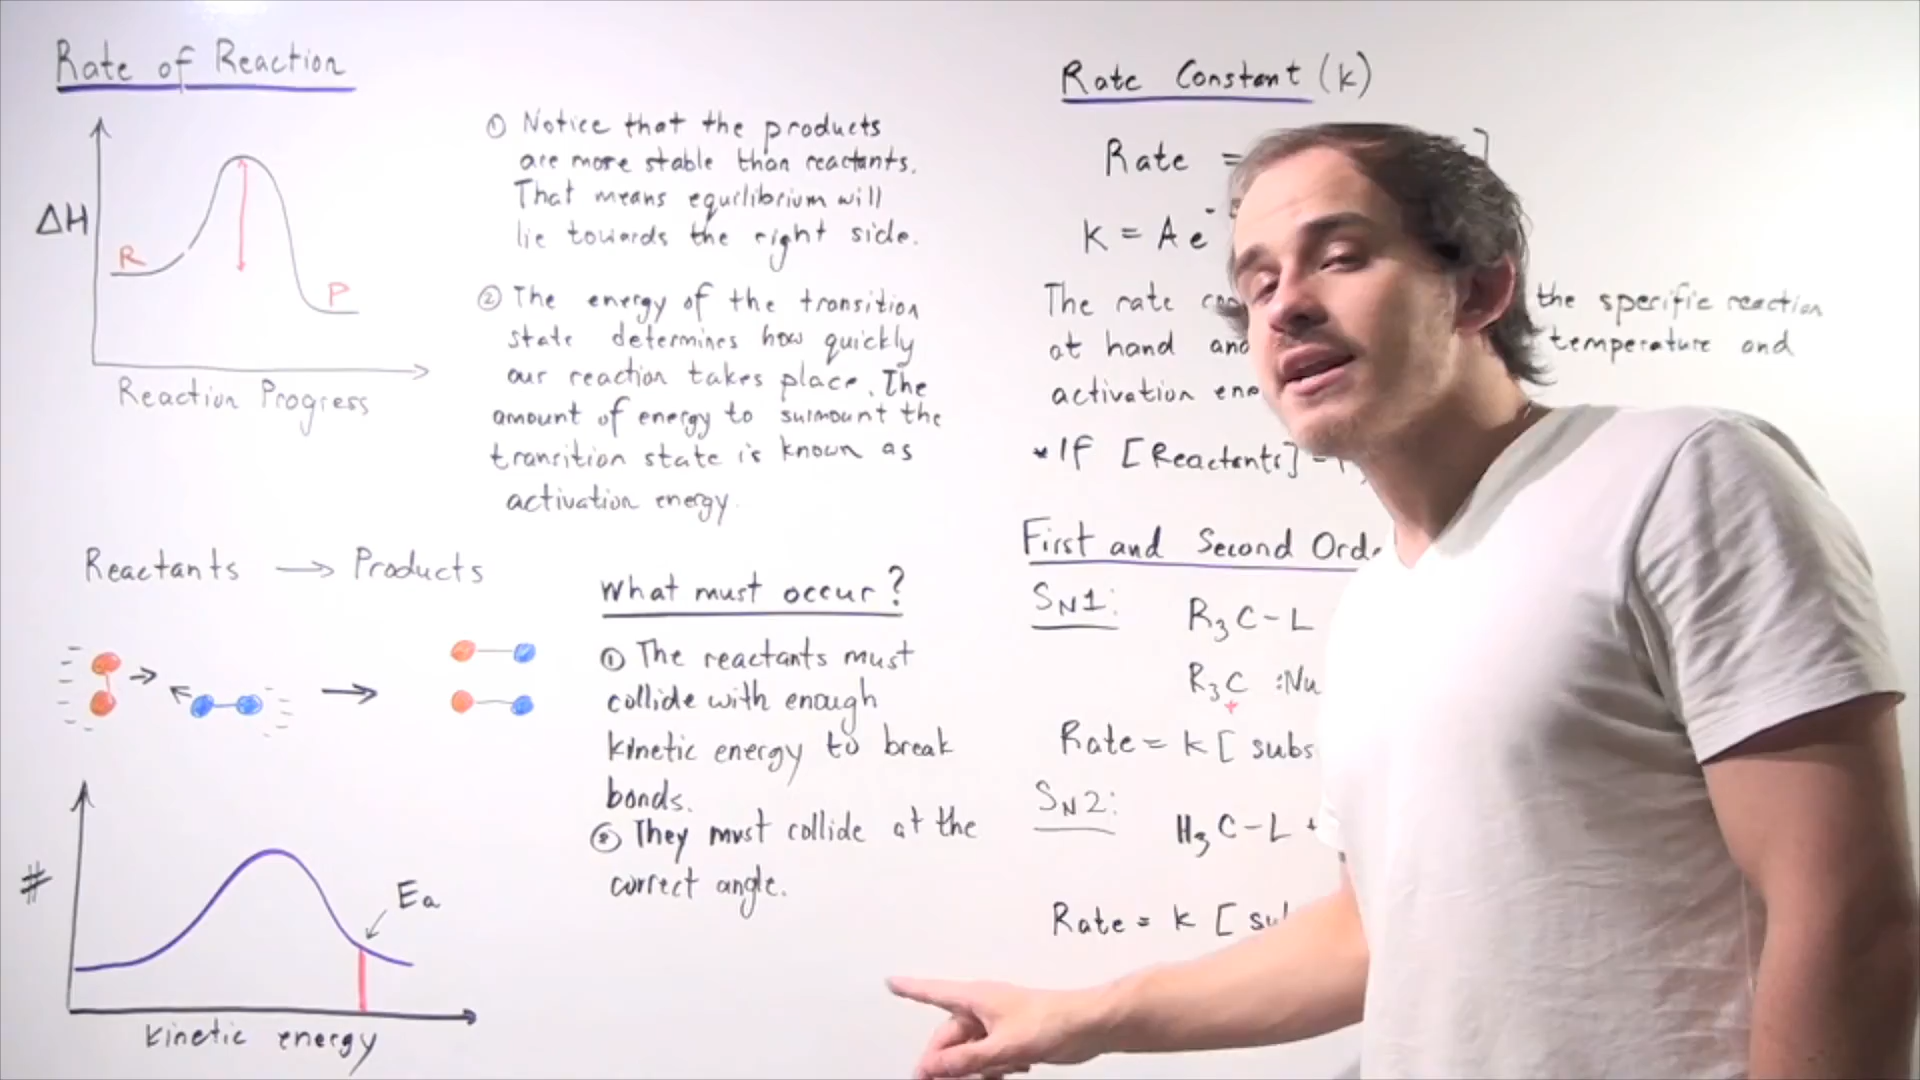 Rate of Reaction
ΔH
R
P
Reaction Progress
① Notice that the products
are more stable than reactants.
That means equilibrium will
lie towards the right side.
② The energy of the transition
state determines how quickly
our reaction takes place. The
amount of energy to surmount the
transition state is known as
activation energy.
Reactants → Products
#
Ea
Kinetic energy
What must occur?
① The reactants must
collide with enough
kinetic energy to break
bonds.
② They must collide at the
correct angle.
Rate Constant (k)
Rate = ]
K = A e-
The rate the specific reaction
at hand and temperature and
activation
*If [Reactants] =
First and Second
SN1:
R3C-L
R3C+ :Nu
Rate = k [
SN2:
H3C-L +
Rate = k [